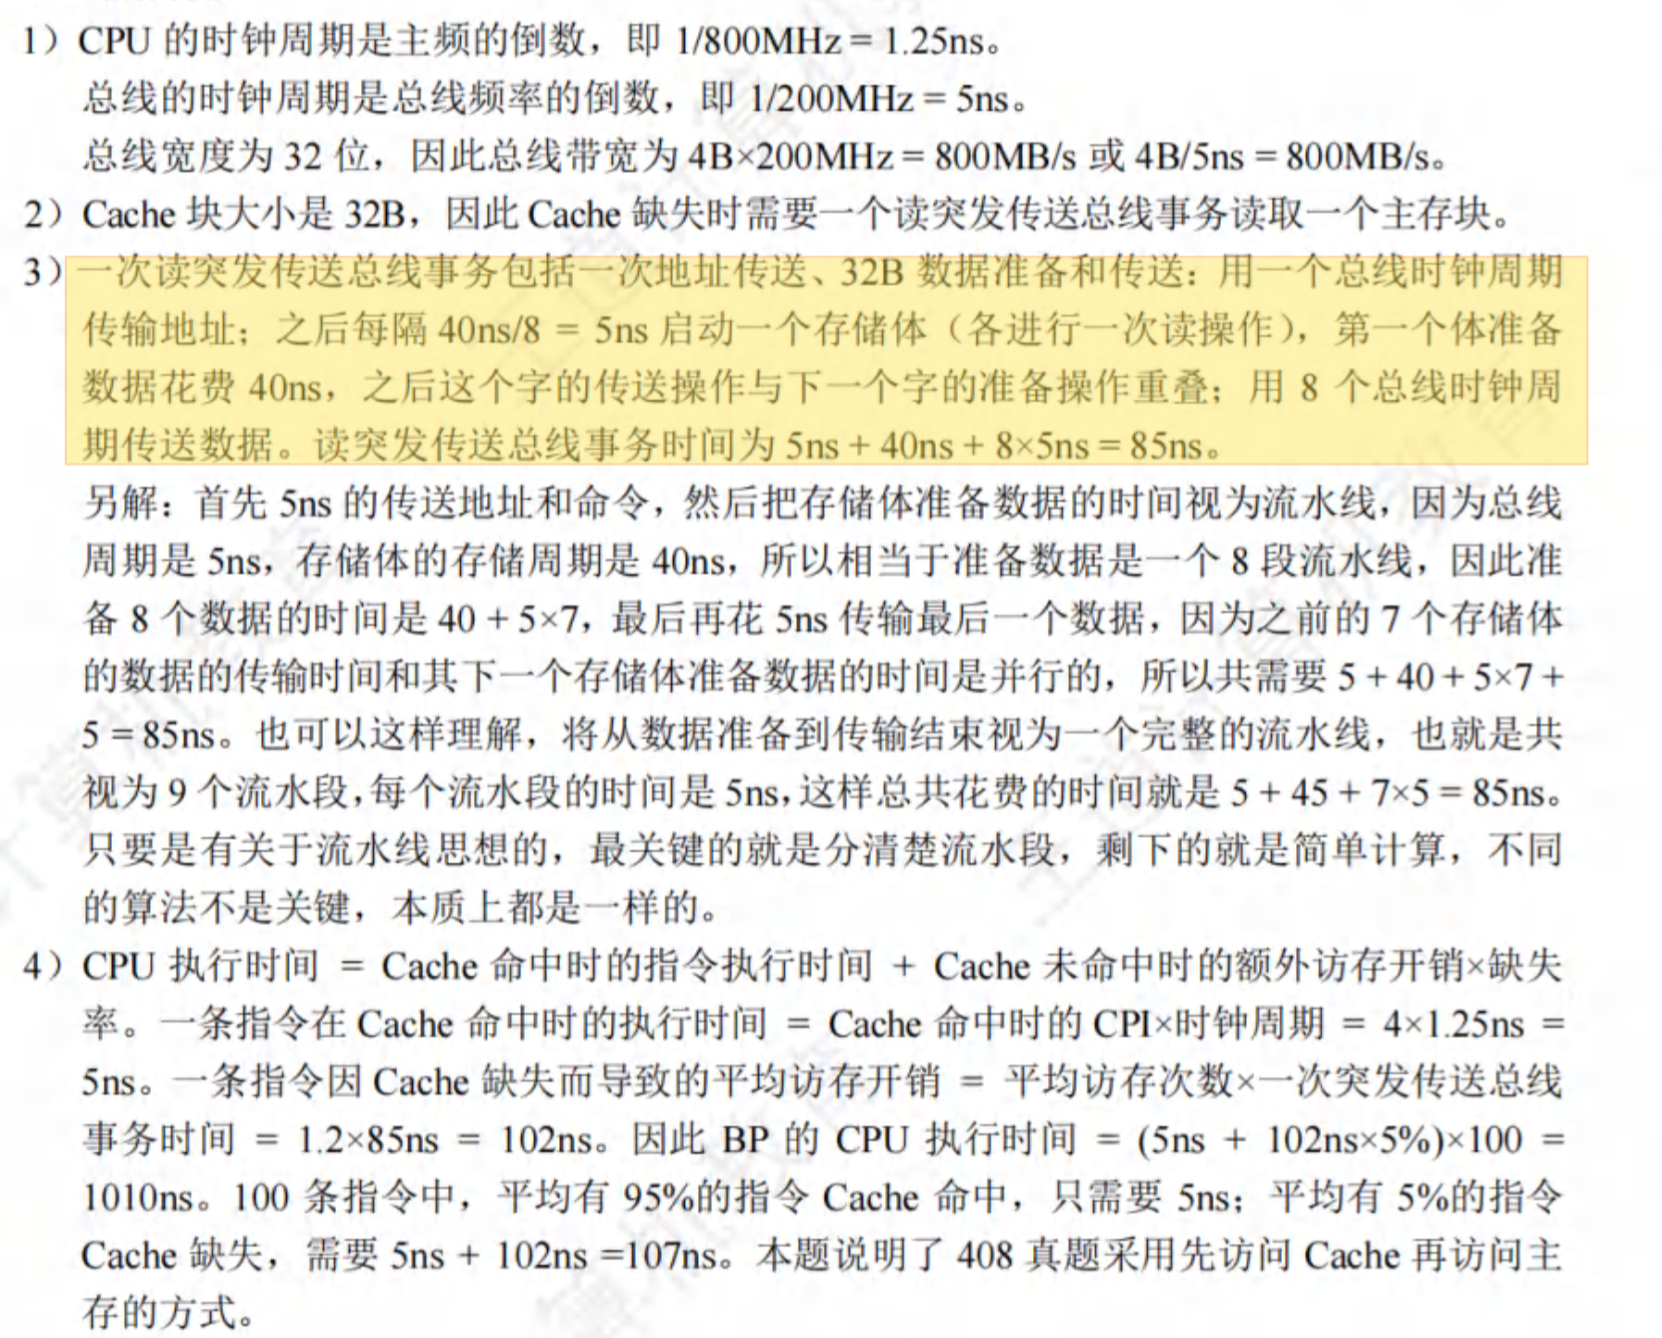 1）CPU 的时钟周期是主频的倒数，即 1/800MHz = 1.25ns。
总线的时钟周期是总线频率的倒数，即 1/200MHz = 5ns。
总线宽度为 32 位，因此总线带宽为 4B×200MHz = 800MB/s 或 4B/5ns = 800MB/s。
2）Cache 块大小是 32B，因此 Cache 缺失时需要一个读突发传送总线事务读取一个主存块。
3）一次读突发传送总线事务包括一次地址传送、32B 数据准备和传送：用一个总线时钟周期
传输地址；之后每隔 40ns/8 = 5ns 启动一个存储体（各进行一次读操作），第一个体准备
数据花费 40ns，之后这个字的传送操作与下一个字的准备操作重叠；用 8 个总线时钟周
期传送数据。读突发传送总线事务时间为 5ns + 40ns + 8×5ns = 85ns。
另解：首先 5ns 的传送地址和命令，然后把存储体准备数据的时间视为流水线，因为总线
周期是 5ns，存储体的存储周期是 40ns，所以相当于准备数据是一个 8 段流水线，因此准
备 8 个数据的时间是 40 + 5×7，最后再花 5ns 传输最后一个数据，因为之前的 7 个存储体
的数据的传输时间和其下一个存储体准备数据的时间是并行的，所以共需要 5 + 40 + 5×7 +
5 = 85ns。也可以这样理解，将从数据准备到传输结束视为一个完整的流水线，也就是共
视为 9 个流水段，每个流水段的时间是 5ns，这样总共花费的时间就是 5 + 45 + 7×5 = 85ns。
只要是有关于流水线思想的，最关键的就是分清楚流水段，剩下的就是简单计算，不同
的算法不是关键，本质上都是一样的。
4）CPU 执行时间 = Cache 命中时的指令执行时间 + Cache 未命中时的额外访存开销×缺失
率。一条指令在 Cache 命中时的执行时间 = Cache 命中时的 CPI×时钟周期 = 4×1.25ns =
5ns。一条指令因 Cache 缺失而导致的平均访存开销 = 平均访存次数×一次突发传送总线
事务时间 = 1.2×85ns = 102ns。因此 BP 的 CPU 执行时间 = (5ns + 102ns×5%)×100 =
1010ns。100 条指令中，平均有 95%的指令 Cache 命中，只需要 5ns；平均有 5%的指令
Cache 缺失，需要 5ns + 102ns =107ns。本题说明了 408 真题采用先访问 Cache 再访问主
存的方式。